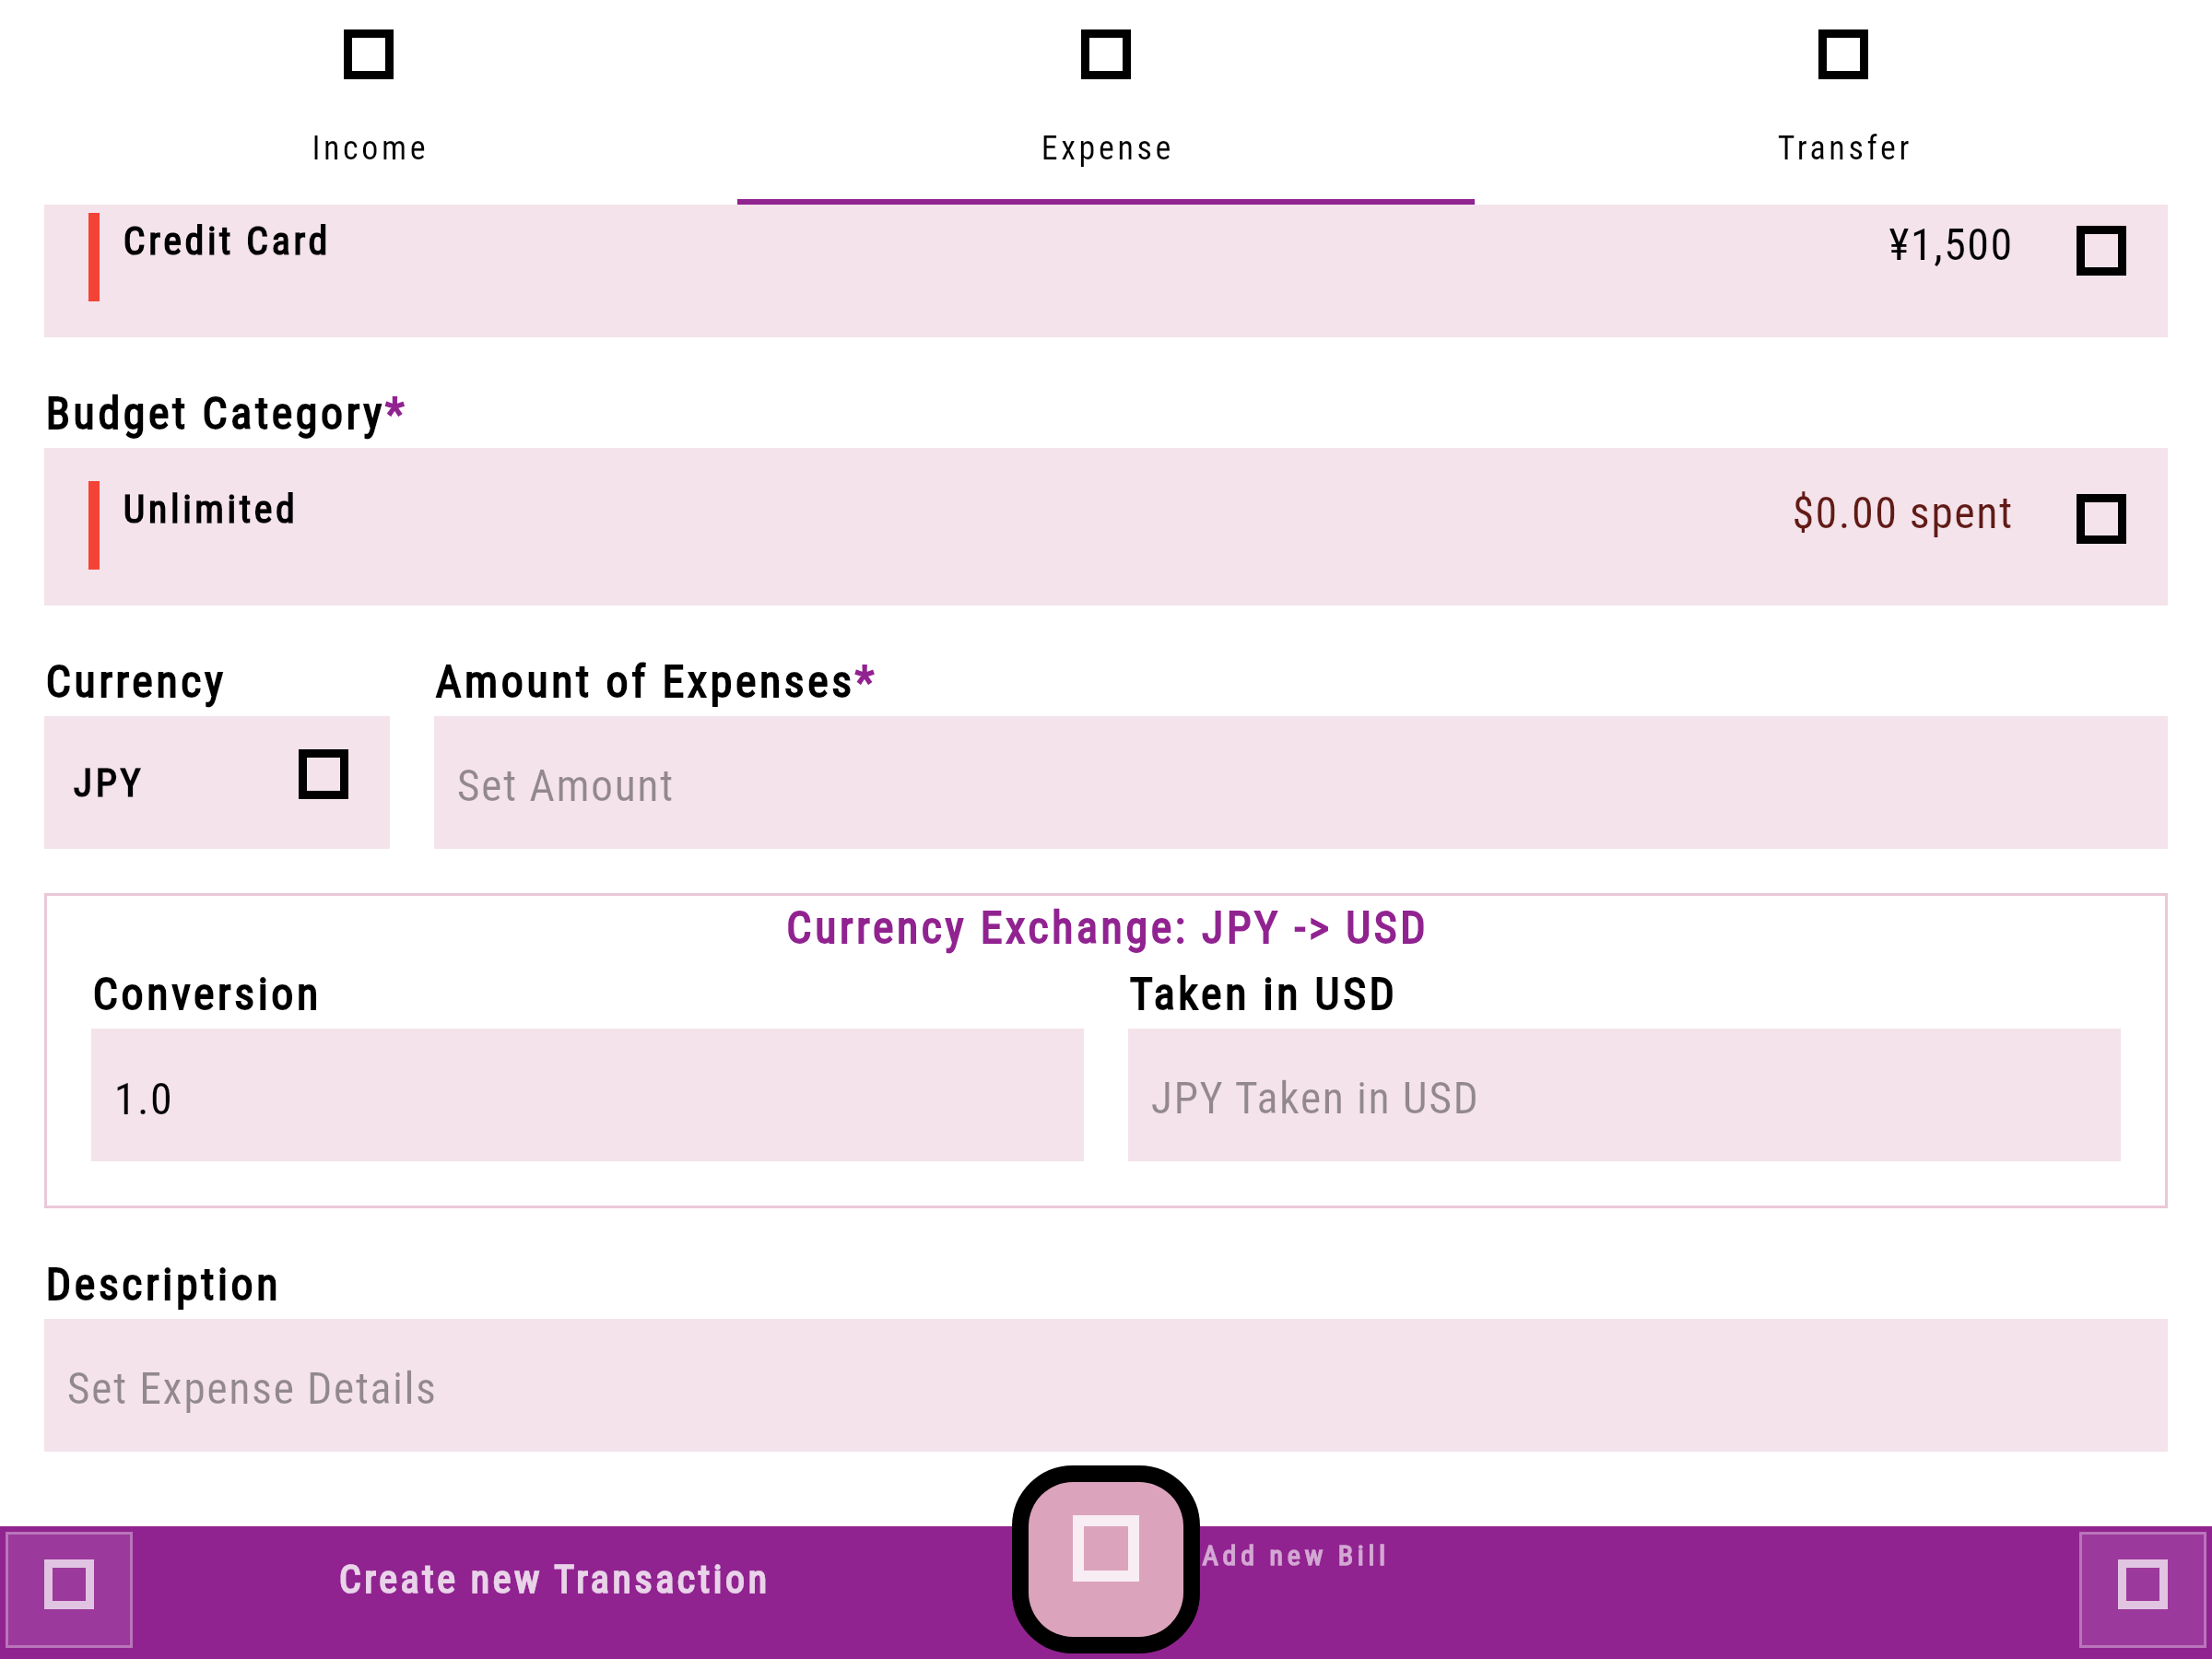 Income
Expense
Transfer
Credit Card
¥1,500
Budget Category*
Unlimited
$0.00 spent
Currency
Amount of Expenses*
JPY
Set Amount
Currency Exchange: JPY -> USD
Conversion
Taken in USD
1.0
JPY Taken in USD
Description
Set Expense Details
Create new Transaction
Add new Bill